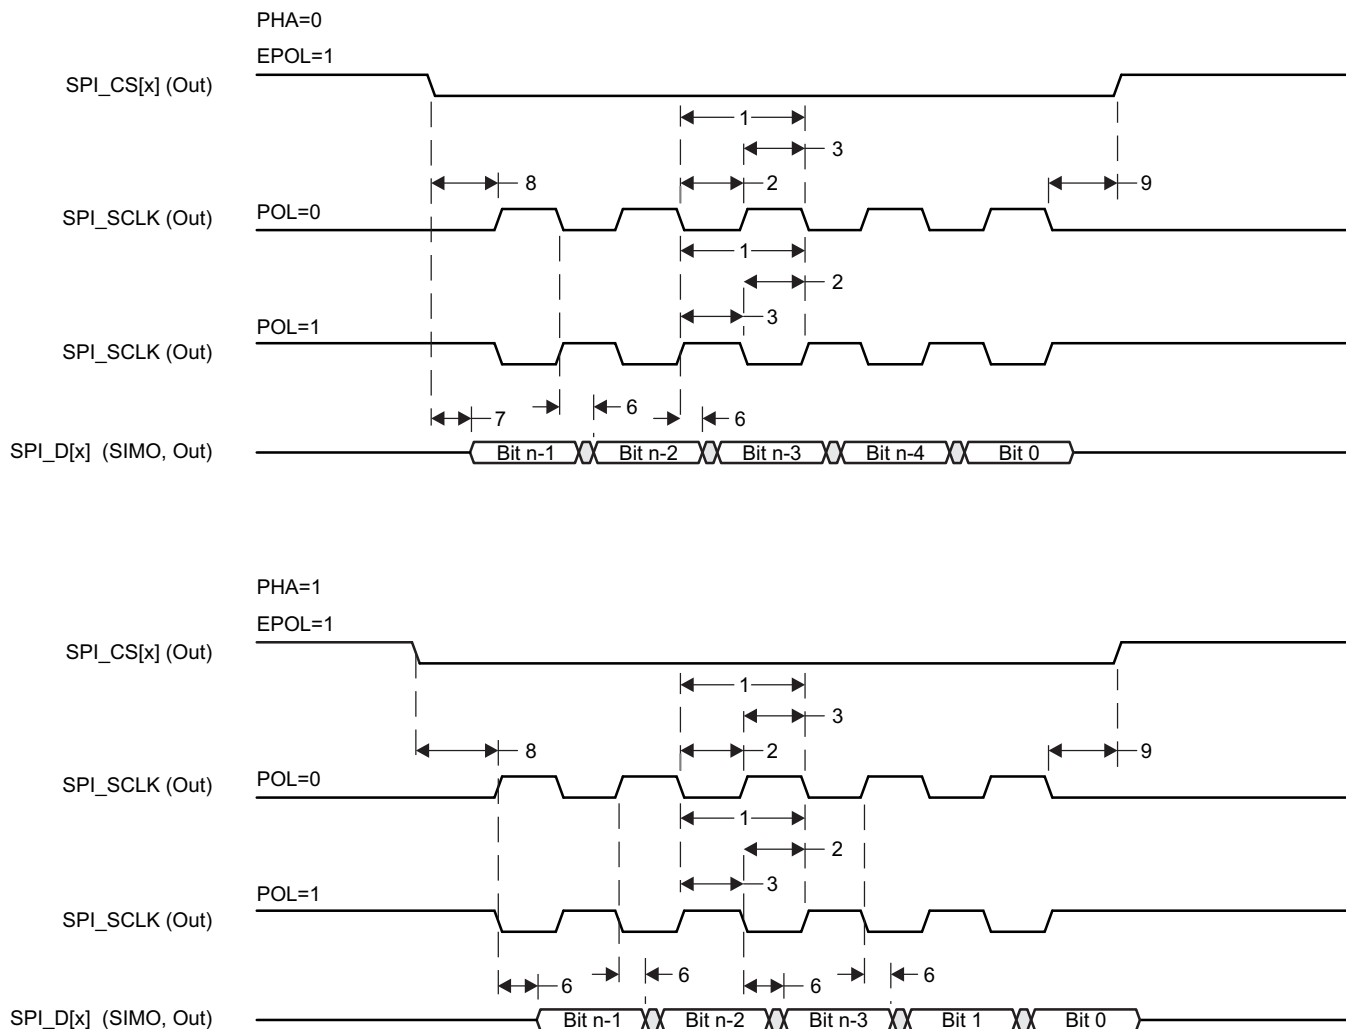 PHA=0
EPOL=1
SPI_CS[x] (Out)
1
3
8
2
9
SPI_SCLK (Out)
POL=0
1
2
3
POL=1
SPI_SCLK (Out)
7
6
6
SPI_D[x] (SIMO, Out)
Bit n-1
Bit n-2
Bit n-3
Bit n-4
Bit 0
PHA=1
EPOL=1
SPI_CS[x] (Out)
1
3
8
2
9
SPI_SCLK (Out)
POL=0
1
2
3
POL=1
SPI_SCLK (Out)
6
6
6
6
SPI_D[x] (SIMO, Out)
Bit n-1
Bit n-2
Bit n-3
Bit 1
Bit 0